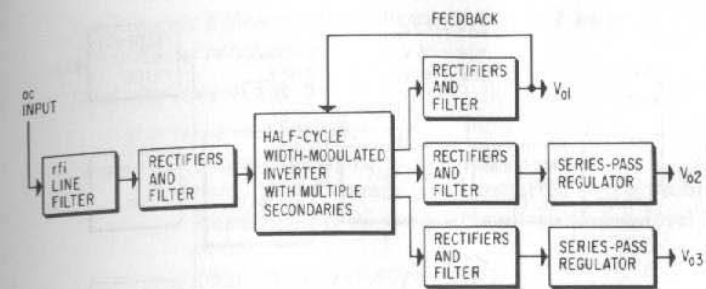 FEEDBACK
ac
INPUT
rfi
LINE
FILTER
RECTIFIERS
AND
FILTER
HALF-CYCLE
WIDTH-MODULATED
INVERTER
WITH MULTIPLE
SECONDARIES
RECTIFIERS
AND
FILTER
Vo1
RECTIFIERS
AND
FILTER
SERIES-PASS
REGULATOR
Vo2
RECTIFIERS
AND
FILTER
SERIES-PASS
REGULATOR
Vo3